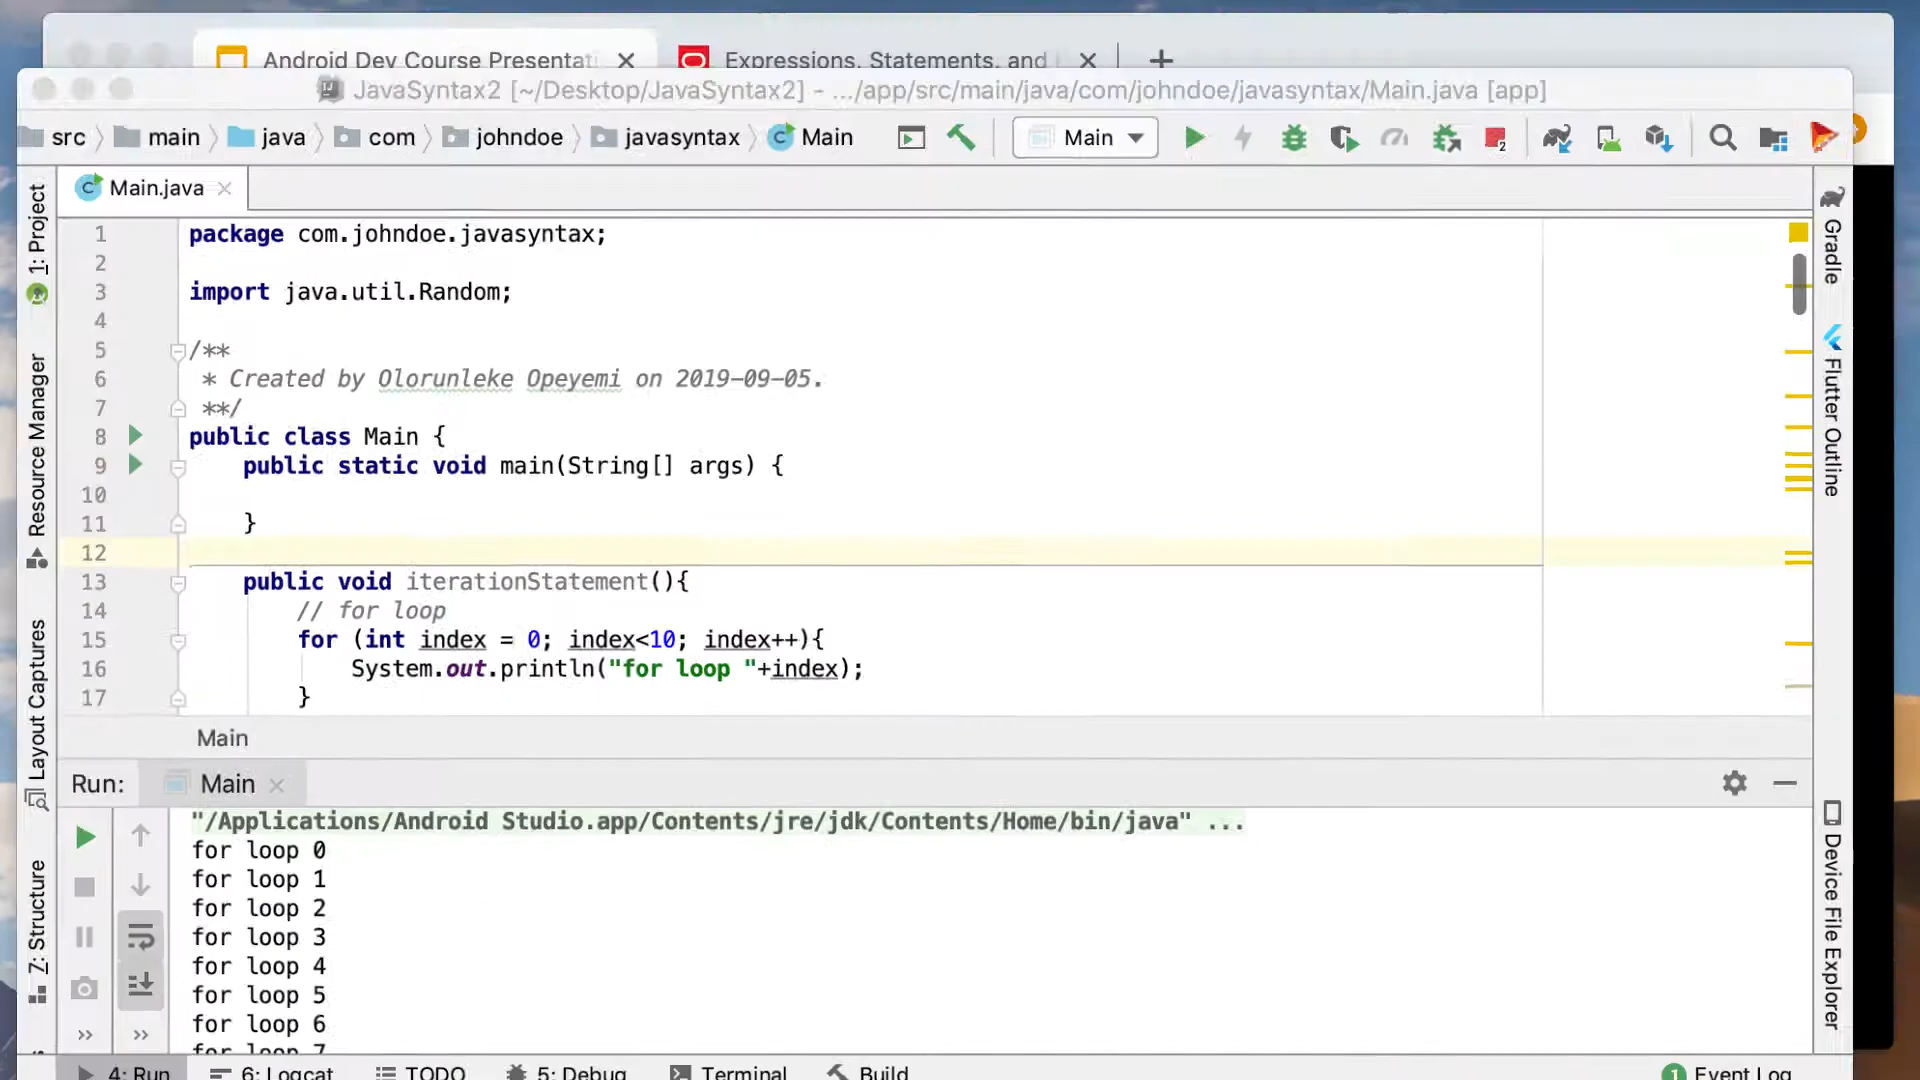 Android Dev Course Presentat
Expressions, Statements, and
JavaSyntax2 [~/Desktop/JavaSyntax2] - .../app/src/main/java/com/johndoe/javasyntax/Main.java [app]
src main java com johndoe javasyntax Main Main
Main.java
1 package com.johndoe.javasyntax;
2
3 import java.util.Random;
4
5 /**
6 * Created by Olorunleke Opeyemi on 2019-09-05.
7 **/
8 public class Main {
9 public static void main(String[] args) {
10
11 }
12
13 public void iterationStatement(){
14 // for loop
15 for (int index = 0; index<10; index++){
16 System.out.println("for loop "+index);
17 }
Main
Run: Main
"/Applications/Android Studio.app/Contents/jre/jdk/Contents/Home/bin/java" ...
for loop 0
for loop 1
for loop 2
for loop 3
for loop 4
for loop 5
for loop 6
for loop 7
1: Project
Resource Manager
Layout Captures
Z: Structure
Gradle
Flutter Outline
Device File Explorer
4: Run 6: Logcat TODO 5: Debug Terminal Build 1 Event Log